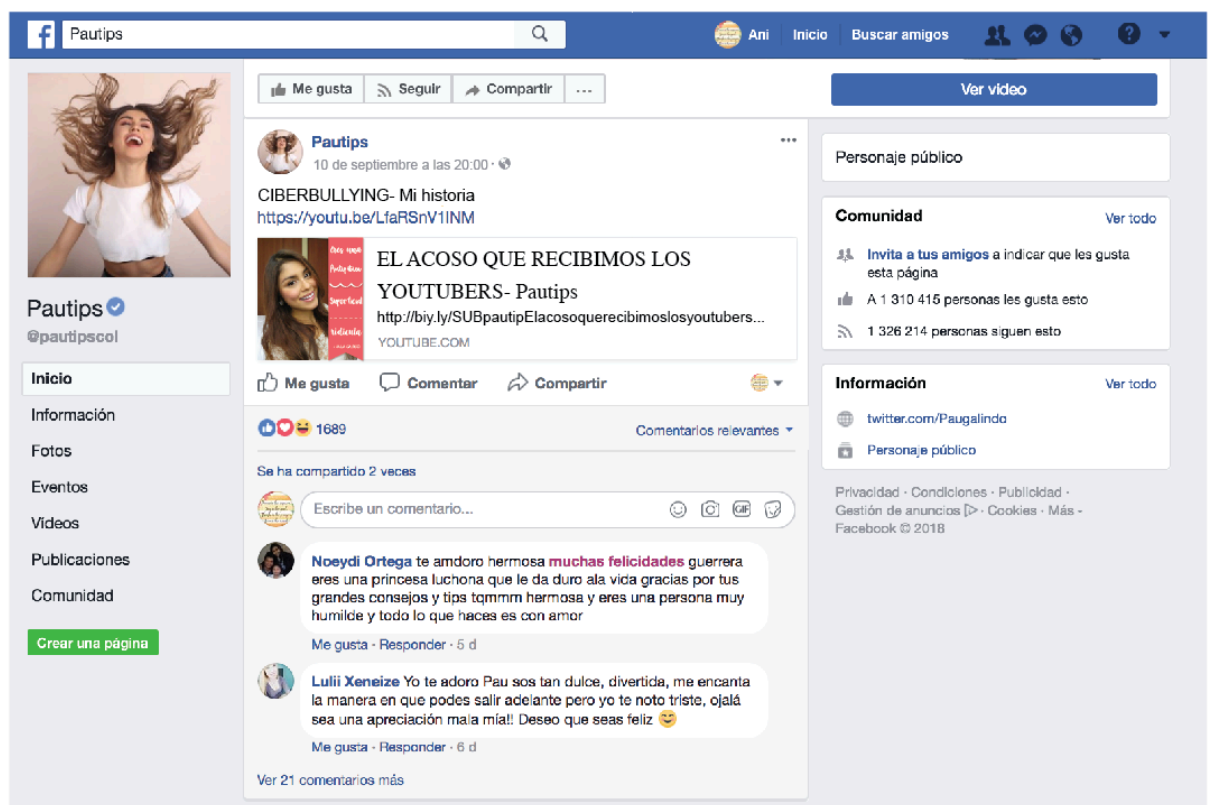 Pautips
Ani Inicio Buscar amigos
Pautips
@pautipscol
Inicio
Información
Fotos
Eventos
Videos
Publicaciones
Comunidad
Crear una página
Me gusta Seguir Compartir ...
Pautips
10 de septiembre a las 20:00 ·
CIBERBULLYING- Mi historia
https://youtu.be/LfaRSnV1INM
superficial
ridícula
EL ACOSO QUE RECIBIMOS LOS
YOUTUBERS- Pautips
http://biy.ly/SUBpautipElacosoquerecibimoslosyoutubers...
YOUTUBE.COM
Me gusta Comentar Compartir
1689 Comentarios relevantes
Se ha compartido 2 veces
Escribe un comentario... GIF
Noeydi Ortega te amdoro hermosa muchas felicidades guerrera
eres una princesa luchona que le da duro ala vida gracias por tus
grandes consejos y tips tqmmm hermosa y eres una persona muy
humilde y todo lo que haces es con amor
Me gusta · Responder · 5 d
Lulii Xeneize Yo te adoro Pau sos tan dulce, divertida, me encanta
la manera en que podes salir adelante pero yo te noto triste, ojalá
sea una apreciación mala mía!! Deseo que seas feliz
Me gusta · Responder · 6 d
Ver 21 comentarios más
Ver video
Personaje público
Comunidad Ver todo
Invita a tus amigos a indicar que les gusta
esta página
A 1 310 415 personas les gusta esto
1 326 214 personas siguen esto
Información Ver todo
twitter.com/Paugalindo
Personaje público
Privacidad · Condiciones · Publicidad ·
Gestión de anuncios · Cookies · Más -
Facebook © 2018